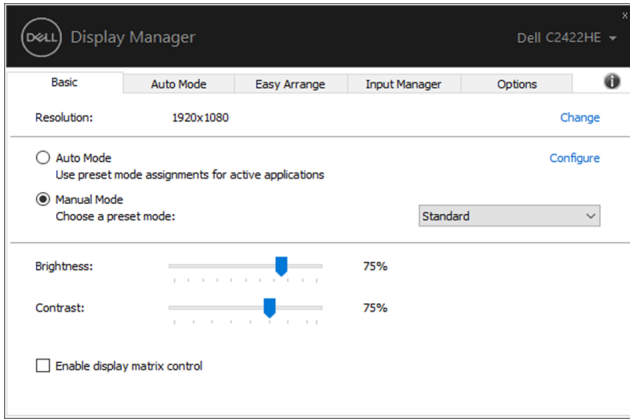 DELL Display Manager
Dell C2422HE
x
Basic Auto Mode Easy Arrange Input Manager Options i
Resolution: 1920x1080 Change
Auto Mode Configure
Use preset mode assignments for active applications
Manual Mode
Choose a preset mode: Standard
Brightness: 75%
Contrast: 75%
Enable display matrix control